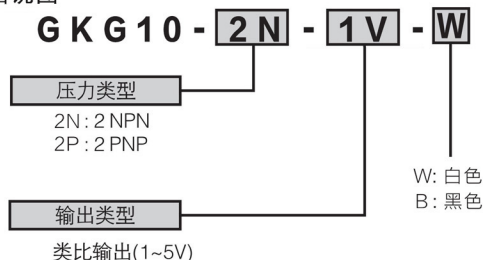 GKG10-2N-1V-W
压力类型
2N : 2 NPN
2P : 2 PNP
W: 白色
B : 黑色
输出类型
类比输出(1~5V)